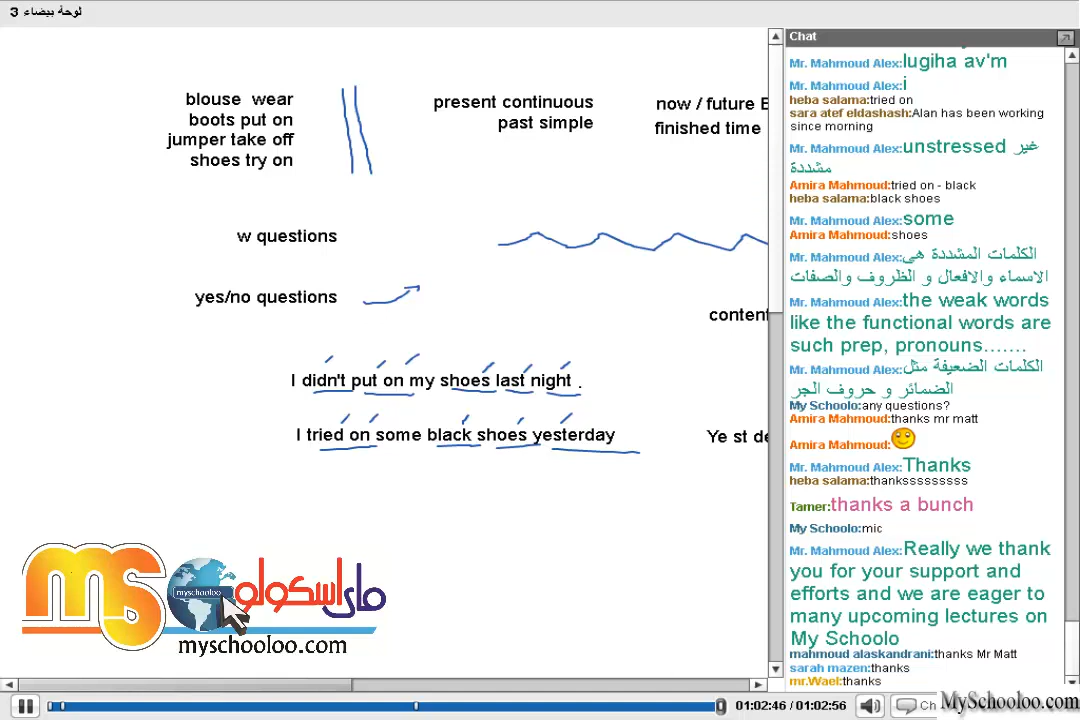 لوحة بيضاء 3
blouse wear
boots put on
jumper take off
shoes try on
present continuous
past simple
now / future
finished time
w questions
yes/no questions
content
I didn't put on my shoes last night .
I tried on some black shoes yesterday
Ye st de
ms
myschooloo
ماى اسكولو
myschooloo.com
Chat
Mr. Mahmoud Alex:lugiha av'm
Mr. Mahmoud Alex:i
heba salama:tried on
sara atef eldashash:Alan has been working
since morning
Mr. Mahmoud Alex:unstressed غير
مشددة
Amira Mahmoud:tried on - black
heba salama:black shoes
Mr. Mahmoud Alex:some
Amira Mahmoud:shoes
Mr. Mahmoud Alex:الكلمات المشددة هى
الاسماء والافعال و الظروف والصفات
Mr. Mahmoud Alex:the weak words
like the functional words are
such prep, pronouns.......
Mr. Mahmoud Alex:الكلمات الضعيفة مثل
الضمائر و حروف الجر
My Schoolo:any questions?
Amira Mahmoud:thanks mr matt
Amira Mahmoud:
Mr. Mahmoud Alex:Thanks
heba salama:thanksssssssss
Tamer:thanks a bunch
My Schoolo:mic
Mr. Mahmoud Alex:Really we thank
you for your support and
efforts and we are eager to
many upcoming lectures on
My Schoolo
mahmoud alaskandrani:thanks Mr Matt
sarah mazen:thanks
mr.Wael:thanks
01:02:46 / 01:02:56
Ch
MySchooloo.com